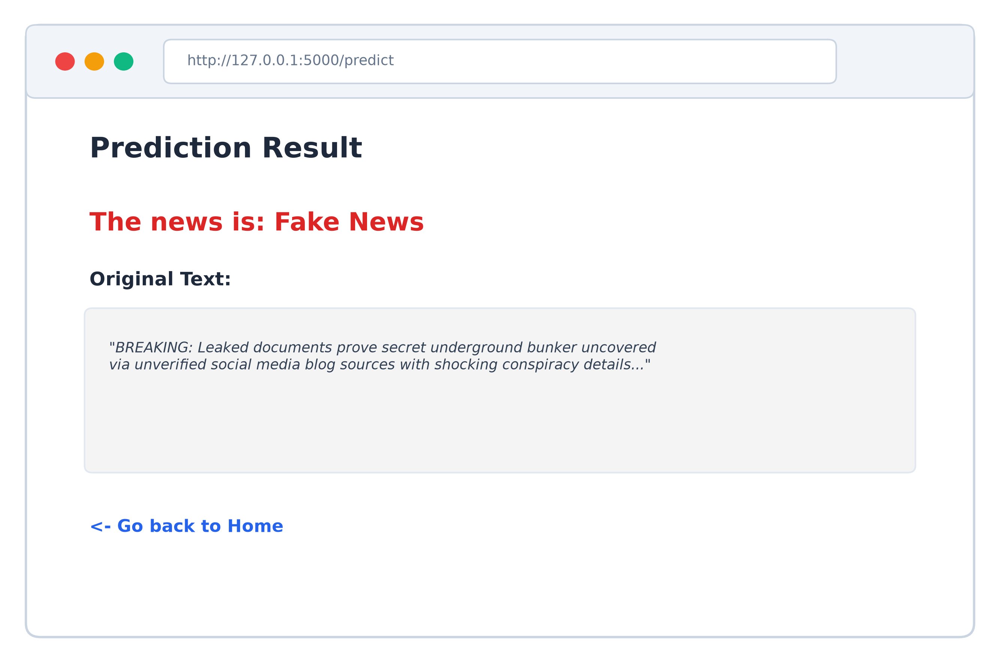 http://127.0.0.1:5000/predict
Prediction Result
The news is: Fake News
Original Text:
"BREAKING: Leaked documents prove secret underground bunker uncovered
via unverified social media blog sources with shocking conspiracy details..."
<- Go back to Home